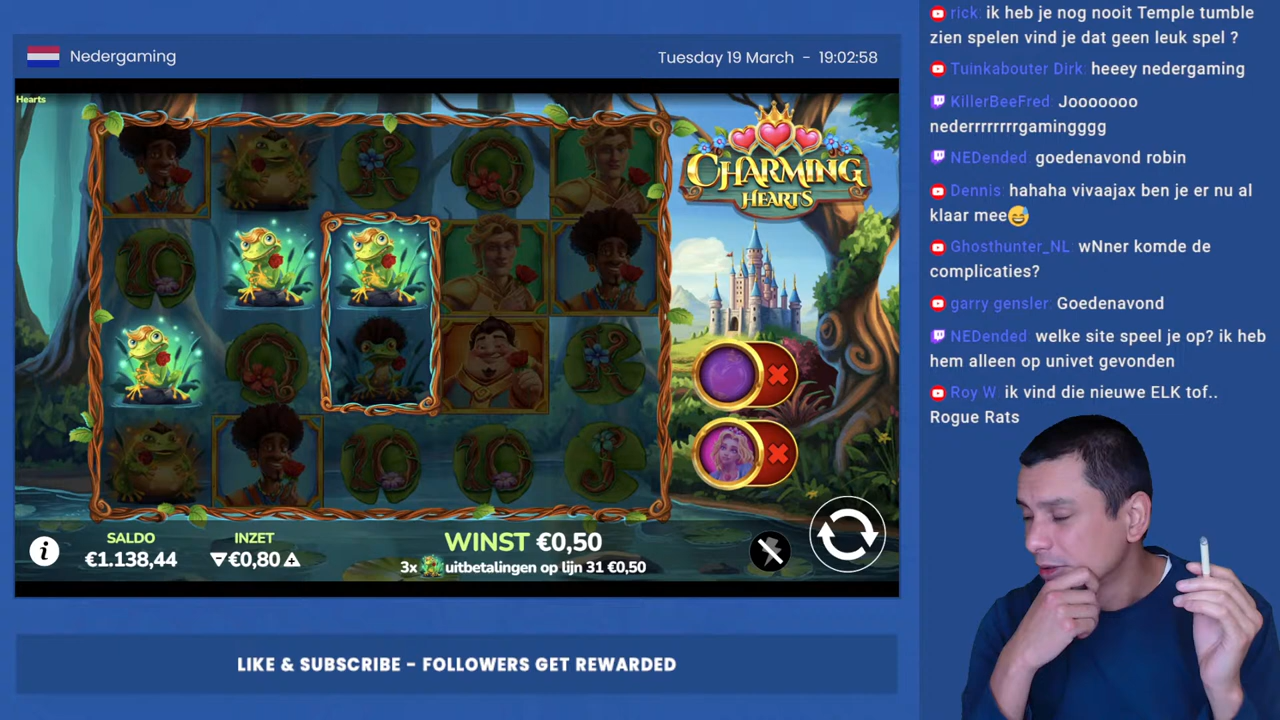 Nedergaming
Tuesday 19 March - 19:02:58
Hearts
CHARMING
HEARTS
SALDO
€1.138,44
INZET
€0,80
WINST €0,50
3x uitbetalingen op lijn 31 €0,50
LIKE & SUBSCRIBE - FOLLOWERS GET REWARDED
rick: ik heb je nog nooit Temple tumble
zien spelen vind je dat geen leuk spel ?
Tuinkabouter Dirk: heeey nedergaming
KillerBeeFred: Jooooooo
nederrrrrrrgamingggg
NEDended: goedenavond robin
Dennis: hahaha vivaajax ben je er nu al
klaar mee😅
Ghosthunter_NL: wNner komde de
complicaties?
garry gensler: Goedenavond
NEDended: welke site speel je op? ik heb
hem alleen op univet gevonden
Roy W.: ik vind die nieuwe ELK tof..
Rogue Rats